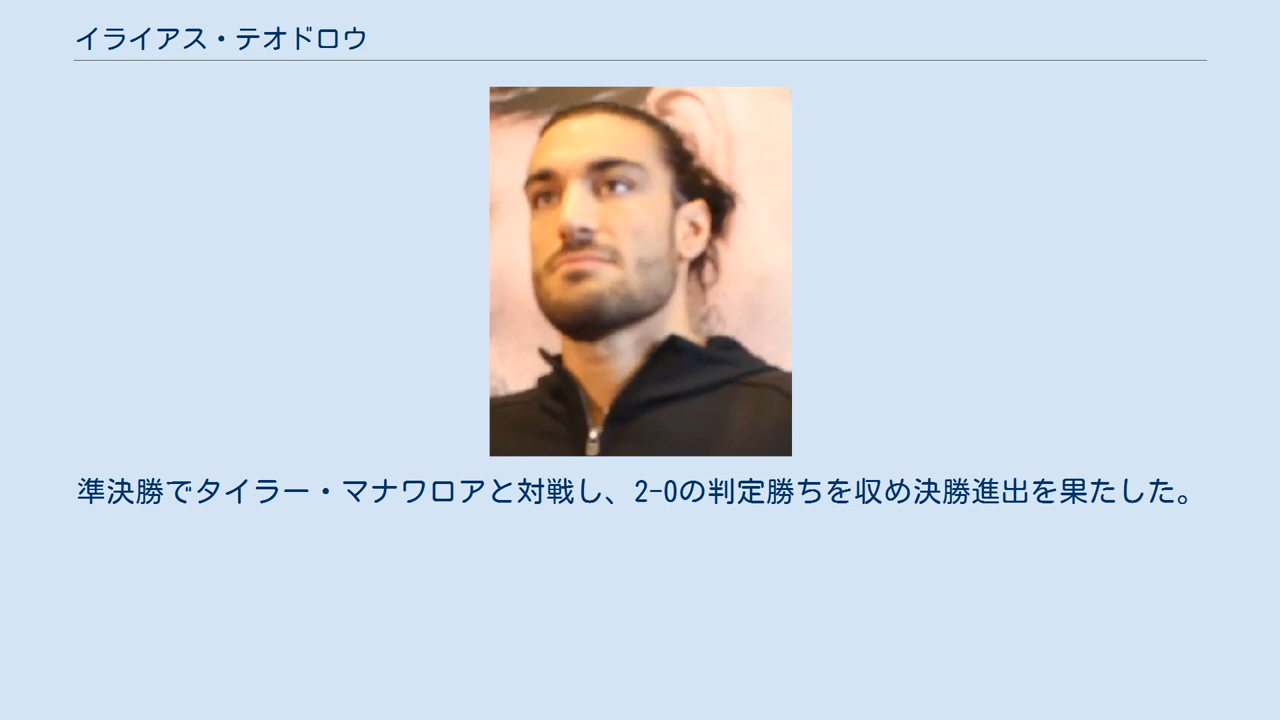 イライアス・テオドロウ
準決勝でタイラー・マナワロアと対戦し、2-0の判定勝ちを収め決勝進出を果たした。